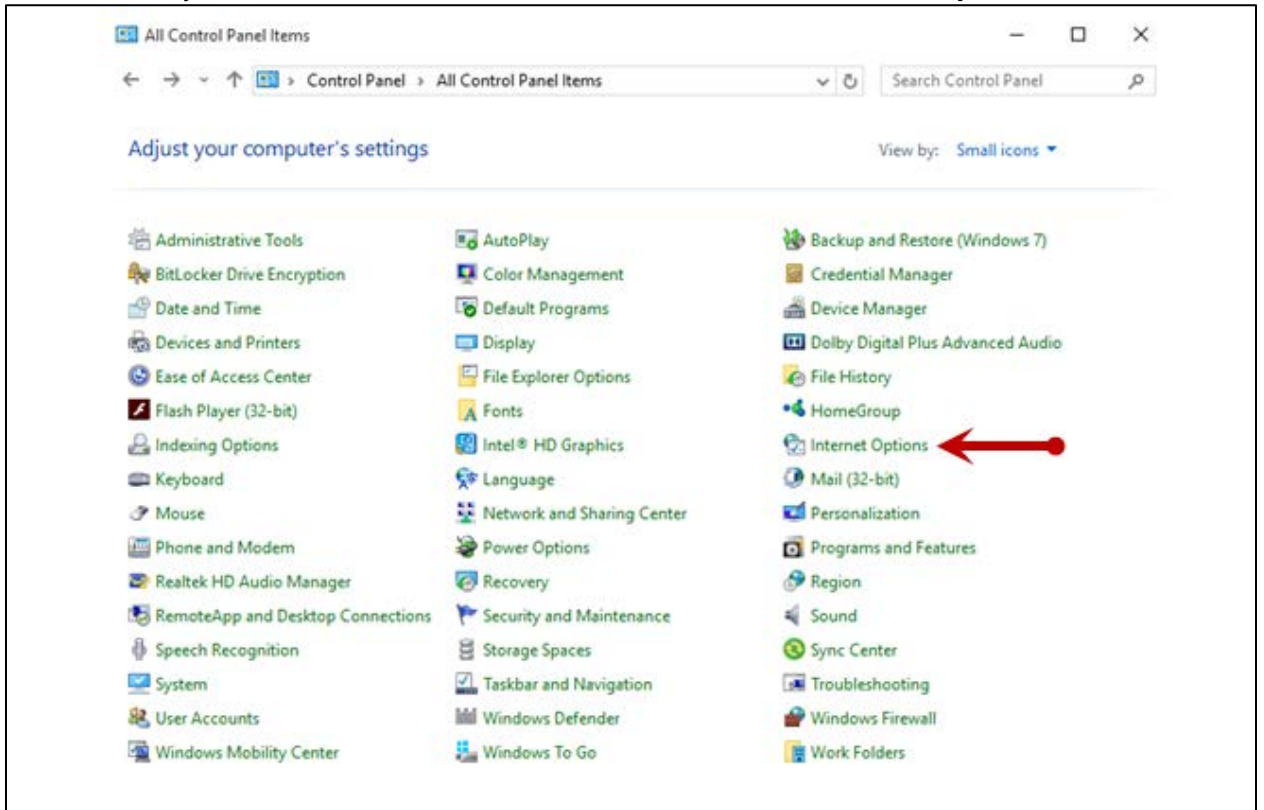 All Control Panel Items
Control Panel > All Control Panel Items Search Control Panel
Adjust your computer's settings View by: Small icons
Administrative Tools AutoPlay Backup and Restore (Windows 7)
BitLocker Drive Encryption Color Management Credential Manager
Date and Time Default Programs Device Manager
Devices and Printers Display Dolby Digital Plus Advanced Audio
Ease of Access Center File Explorer Options File History
Flash Player (32-bit) Fonts HomeGroup
Indexing Options Intel® HD Graphics Internet Options
Keyboard Language Mail (32-bit)
Mouse Network and Sharing Center Personalization
Phone and Modem Power Options Programs and Features
Realtek HD Audio Manager Recovery Region
RemoteApp and Desktop Connections Security and Maintenance Sound
Speech Recognition Storage Spaces Sync Center
System Taskbar and Navigation Troubleshooting
User Accounts Windows Defender Windows Firewall
Windows Mobility Center Windows To Go Work Folders